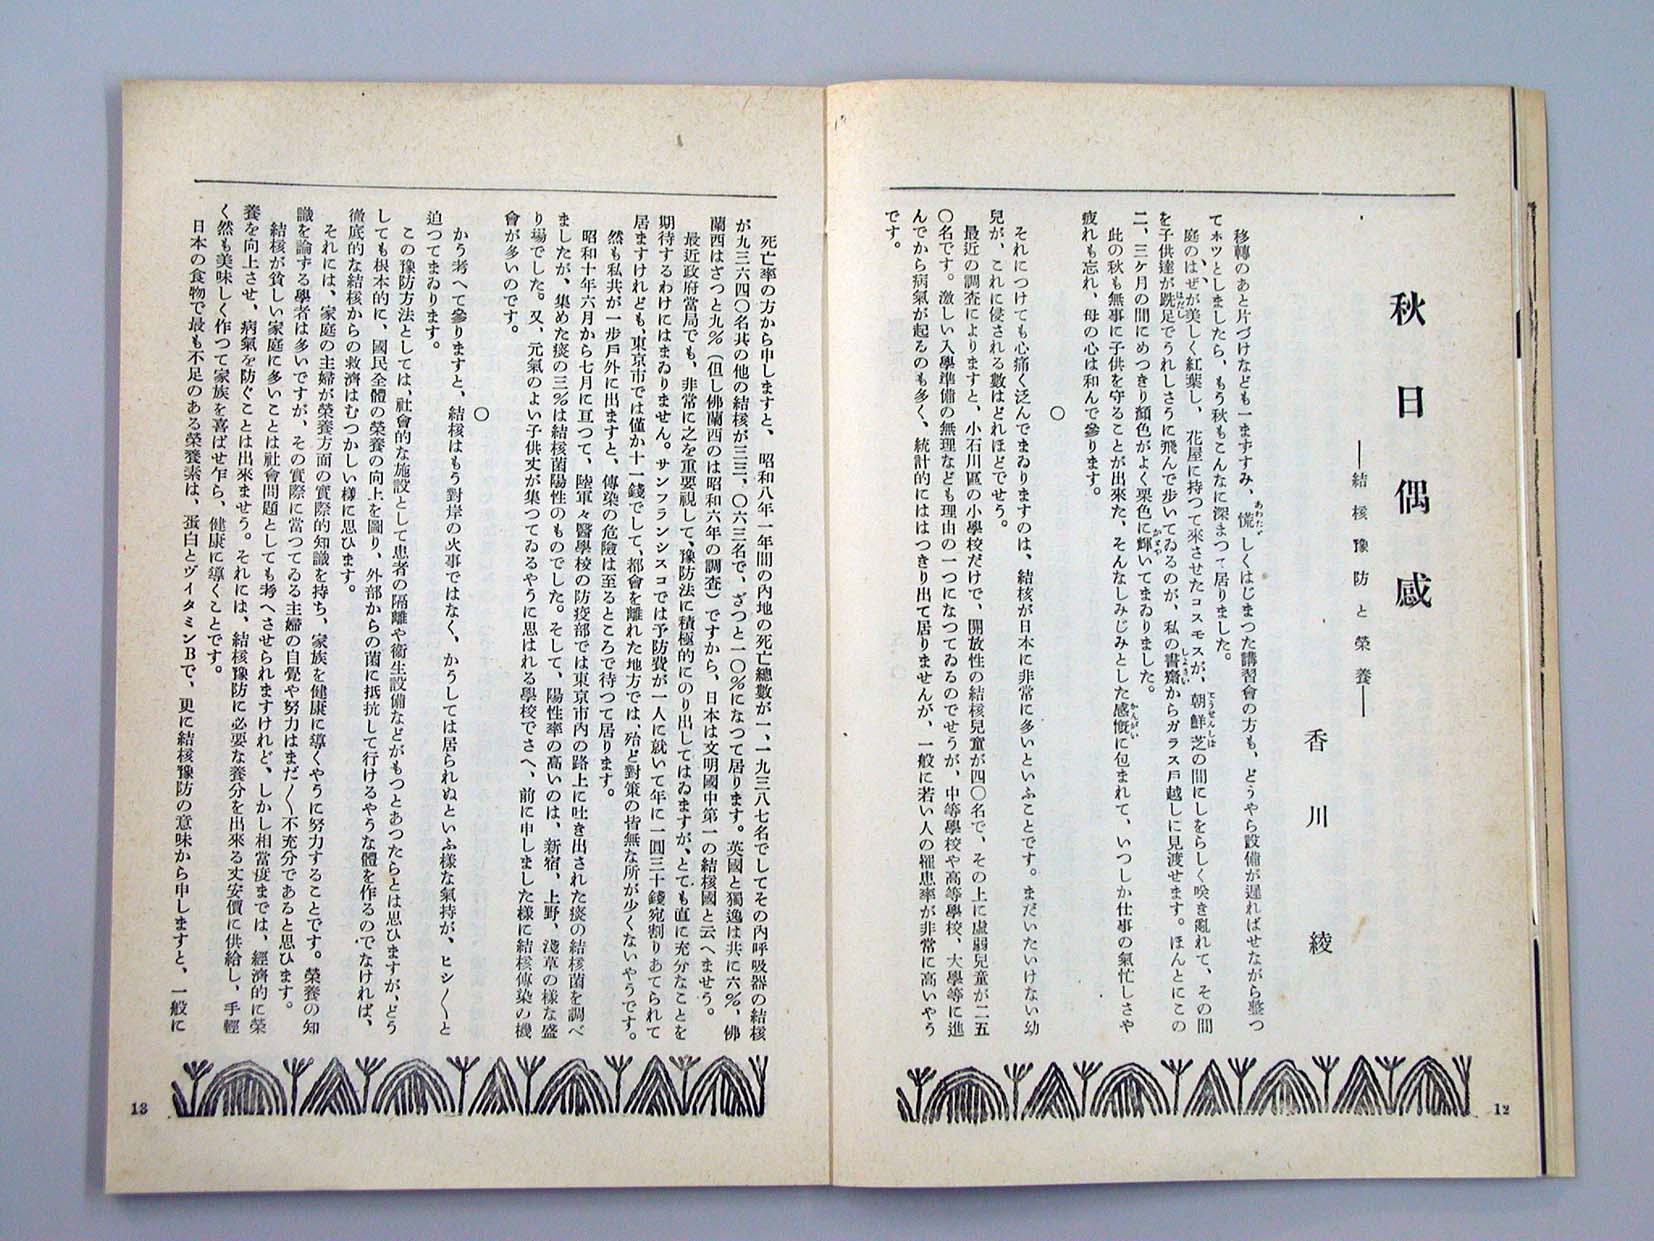 秋日偶感
―結核豫防と榮養―
香川綾
移轉のあと片づけなども一まずすみ、慌しくはじまつた講習會の方も、どうやら設備が遅ればせながら整つ
てホツとしましたら、もう秋もこんなに深まつて居りました。
庭のはぜが美しく紅葉し、花屋に持つて來させたコスモスが、朝鮮芝の間にしをらしく咲き亂れて、その間
を子供達が跣足でうれしさうに飛んで歩いてゐるのが、私の書齋からガラス戸越しに見渡せます。ほんとにこの
二、三ケ月の間にめつきり顏色がよく栗色に輝いてまゐりました。
此の秋も無事に子供を守ることが出來た、そんなしみじみとした感慨に包まれて、いつしか仕事の氣忙しさや
疲れも忘れ、母の心は和んで參ります。
○
それにつけても心痛く泛んでまゐりますのは、結核が日本に非常に多いといふことです。まだいたいけない幼
兒が、これに侵される數はどれほどでせう。
最近の調査によりますと、小石川區の小學校だけで、開放性の結核兒童が四〇名で、その上に虚弱兒童が二五
〇名です。激しい入學準備の無理なども理由の一つになつてゐるのでせうが、中等學校や高等學校、大學等に進
んでから病氣が起るのも多く、統計的にははつきり出て居りませんが、一般に若い人の罹患率が非常に高いやう
です。
12
死亡率の方から申しますと、昭和八年一年間の内地の死亡總數が一、一九三八七名でしてその内呼吸器の結核
が九三六四〇名其の他の結核が三三、〇六三名で、ざつと一〇％になつて居ります。英國と獨逸は共に六％、佛
蘭西はざつと九％（但し佛蘭西のは昭和六年の調査）ですから、日本は文明國中第一の結核國と云へませう。
最近政府當局でも、非常に之を重要視して、豫防法に積極的にのり出してはゐますが、とても直に充分なことを
期待するわけにはまゐりません。サンフランシスコでは予防費が一人に就いて年に一圓三十錢宛割りあてられて
居ますけれども、東京市では僅か十一錢でして、都會を離れた地方では、殆ど對策の皆無な所が少くないやうです。
然も私共が一歩戸外に出ますと、傳染の危險は至るところで待つて居ります。
昭和十年六月から七月に亙つて、陸軍々醫學校の防疫部では東京市内の路上に吐き出された痰の結核菌を調べ
ましたが、集めた痰の三％は結核菌陽性のものでした。そして、陽性率の高いのは、新宿、上野、淺草の樣な盛
り場でした。又、元氣のよい子供丈が集つてゐるやうに思はれる學校でさへ、前に申しました樣に結核傳染の機
會が多いのです。
○
から考へて參りますと、結核はもう對岸の火事ではなく、かうしては居られぬといふ樣な氣持が、ヒシ〱と
迫つてまゐります。
この豫防方法としては、社會的な施設として患者の隔離や衞生設備などがもつとあつたらとは思ひますが、どう
しても根本的に、國民全體の榮養の向上を圖り、外部からの菌に抵抗して行けるやうな體を作るのでなければ、
徹底的な結核からの救濟はむつかしい樣に思ひます。
それには、家庭の主婦が榮養方面の實際的知識を持ち、家族を健康に導くやうに努力することです。榮養の知
識を論ずる學者は多いですが、その實際に當つてゐる主婦の自覺や努力はまだ〱不充分であると思ひます。
結核が貧しい家庭に多いことは社會問題としても考へさせられますけれど、しかし相當度までは、經濟的に榮
養を向上させ、病氣を防ぐことは出來ませう。それには、結核豫防に必要な養分を出來る丈安價に供給し、手輕
く然も美味しく作つて家族を喜ばせ乍ら、健康に導くことです。
日本の食物で最も不足のある榮養素は、蛋白とヴィタミンBで、更に結核豫防の意味から申しますと、一般に
13